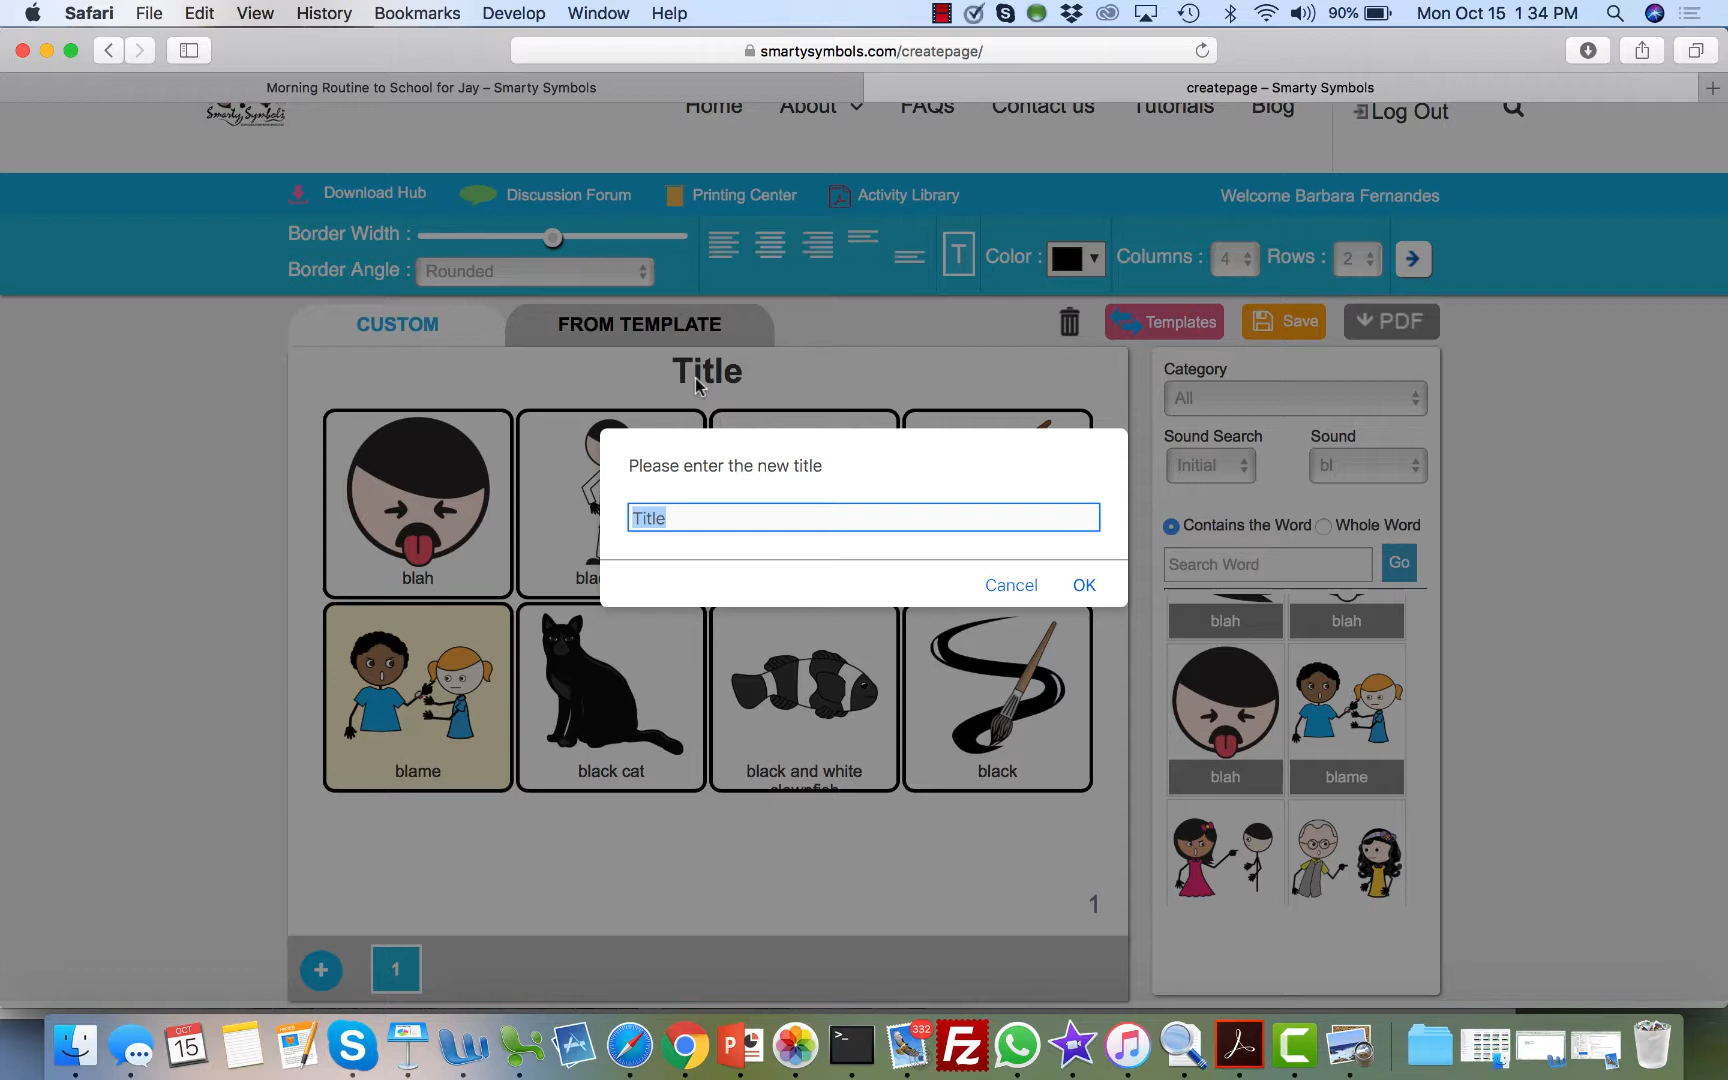 Safari File Edit View History Bookmarks Develop Window Help 90% Mon Oct 15 1:34 PM
smartysymbols.com/createpage/
Morning Routine to School for Jay – Smarty Symbols createpage – Smarty Symbols
Smarty Symbols Home About FAQs Contact us Tutorials Blog Log Out
Download Hub Discussion Forum Printing Center Activity Library Welcome Barbara Fernandes
Border Width :
Border Angle : Rounded T Color : Columns : 4 Rows : 2
CUSTOM FROM TEMPLATE Templates Save PDF
Title
Category
All
Sound Search Sound
Initial bl
Contains the Word Whole Word
Search Word Go
Please enter the new title
Title
Cancel OK
blah
blame black cat black and white black
clownfish
blah blah
blah blame
1
1
OCT
15
332